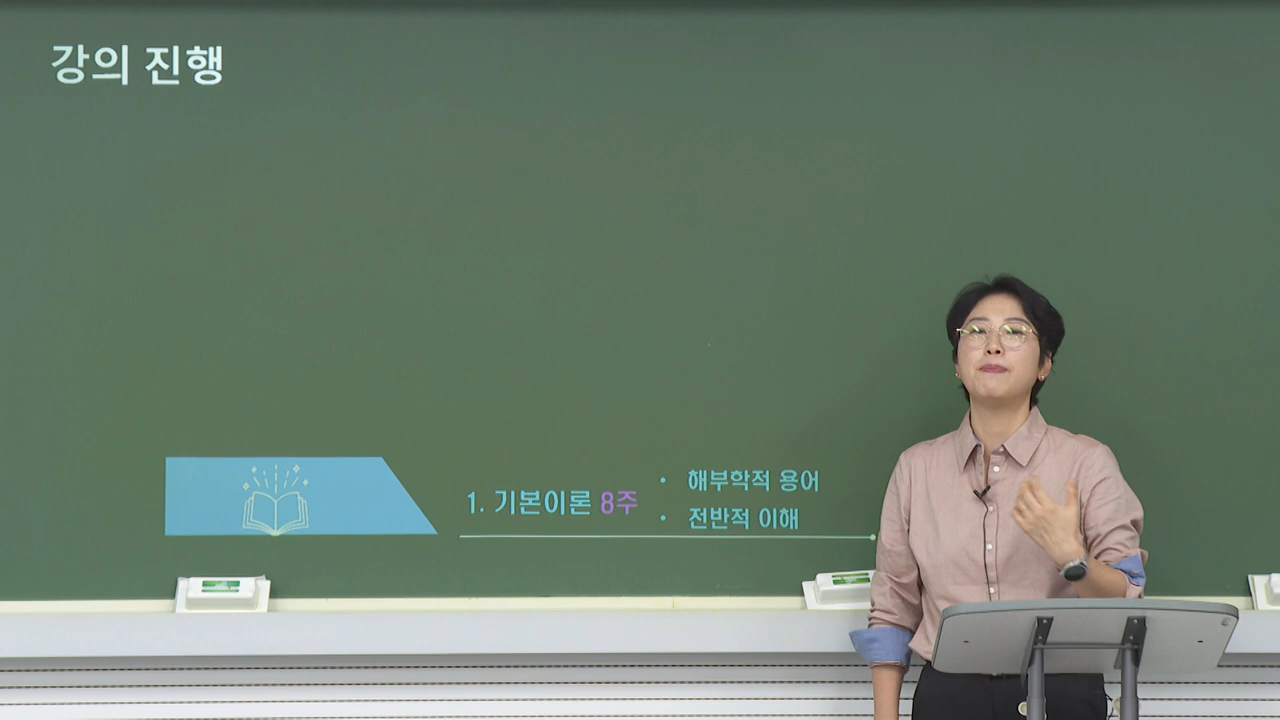 강의 진행
1. 기본이론 8주
• 해부학적 용어
• 전반적 이해